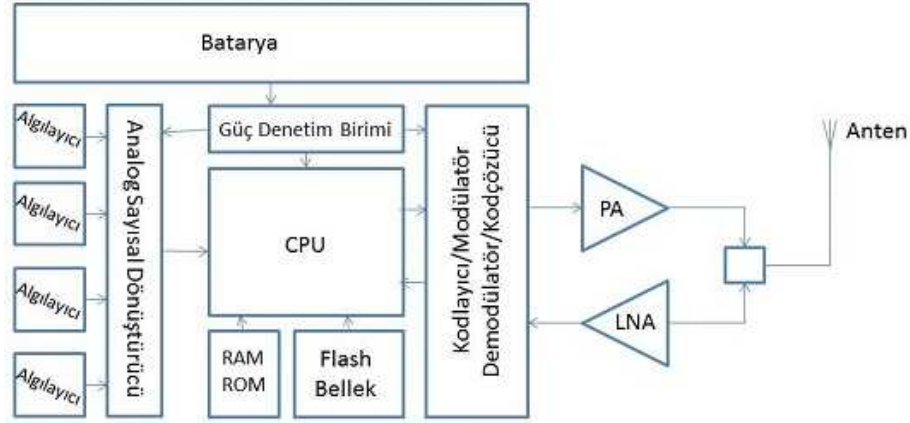 Batarya
Algılayıcı
Algılayıcı
Algılayıcı
Algılayıcı
Analog Sayısal Dönüştürücü
Güç Denetim Birimi
CPU
RAM
ROM
Flash
Bellek
Kodlayıcı/Modülatör
Demodülatör/Kodçözücü
PA
LNA
Anten